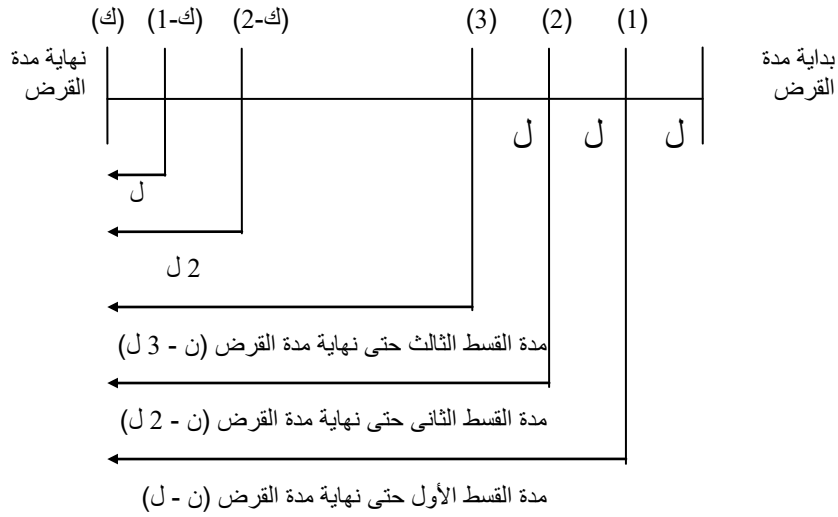 (1) (2) (3) (ك-2) (ك-1) (ك)
بداية مدة
القرض
نهاية مدة
القرض
ل ل ل
ل
2 ل
مدة القسط الثالث حتى نهاية مدة القرض (ن - 3 ل)
مدة القسط الثانى حتى نهاية مدة القرض (ن - 2 ل)
مدة القسط الأول حتى نهاية مدة القرض (ن - ل)